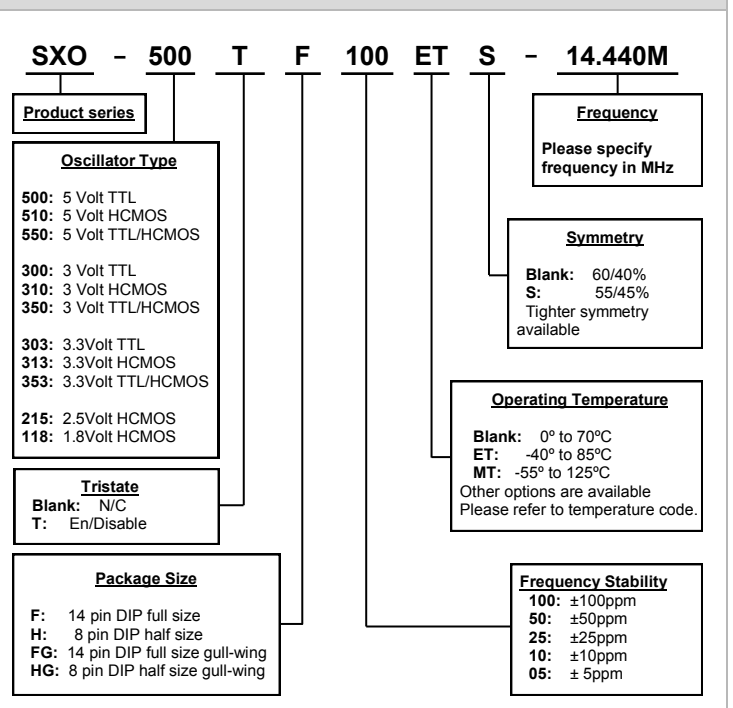 SXO – 500 T F 100 ET S – 14.440M
Product series
Oscillator Type
500: 5 Volt TTL
510: 5 Volt HCMOS
550: 5 Volt TTL/HCMOS
300: 3 Volt TTL
310: 3 Volt HCMOS
350: 3 Volt TTL/HCMOS
303: 3.3Volt TTL
313: 3.3Volt HCMOS
353: 3.3Volt TTL/HCMOS
215: 2.5Volt HCMOS
118: 1.8Volt HCMOS
Tristate
Blank: N/C
T: En/Disable
Package Size
F: 14 pin DIP full size
H: 8 pin DIP half size
FG: 14 pin DIP full size gull-wing
HG: 8 pin DIP half size gull-wing
Frequency
Please specify
frequency in MHz
Symmetry
Blank: 60/40%
S: 55/45%
Tighter symmetry
available
Operating Temperature
Blank: 0º to 70ºC
ET: -40º to 85ºC
MT: -55º to 125ºC
Other options are available
Please refer to temperature code.
Frequency Stability
100: ±100ppm
50: ±50ppm
25: ±25ppm
10: ±10ppm
05: ± 5ppm